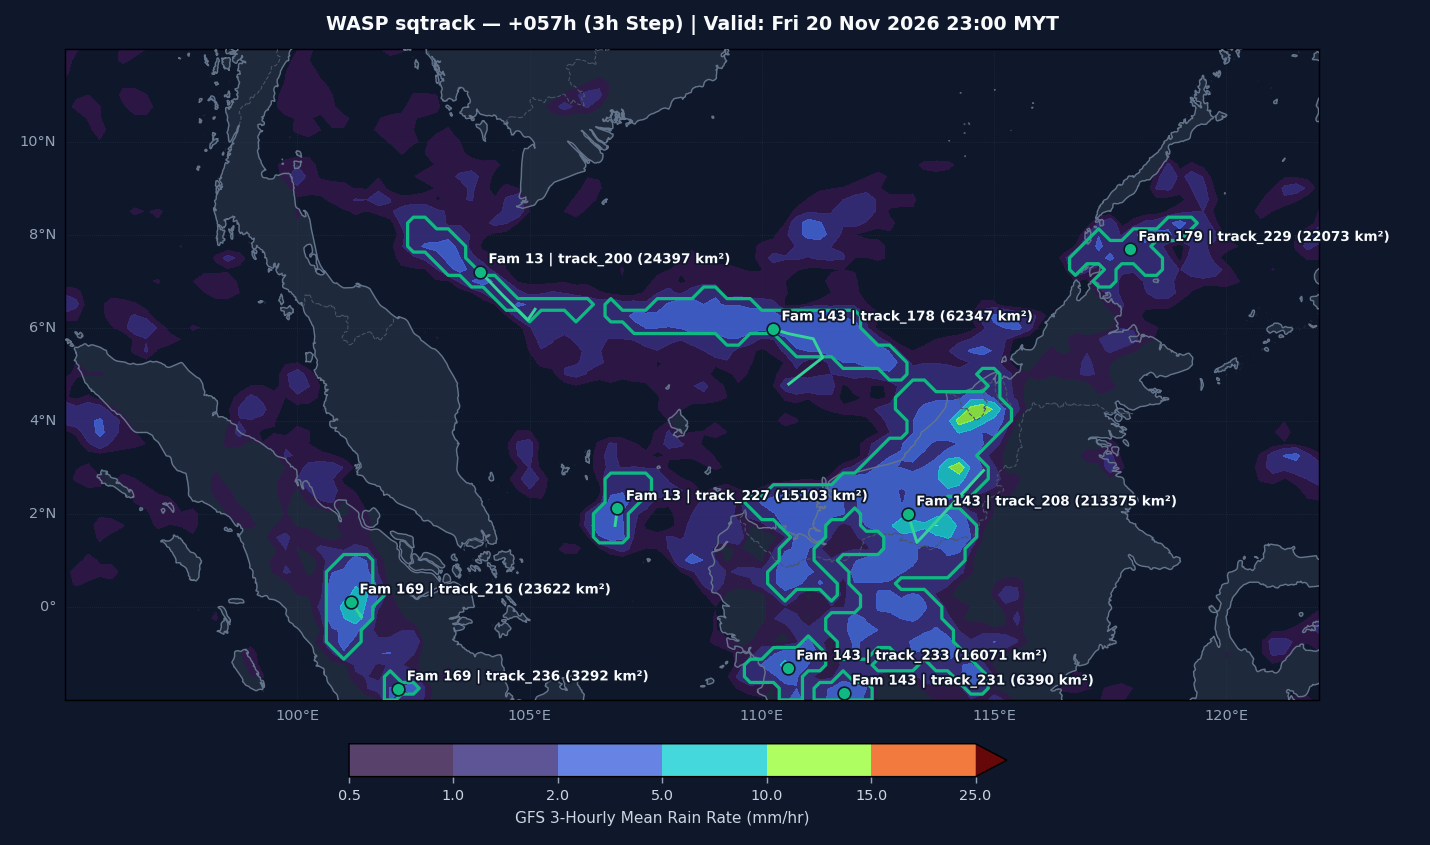 WASP sqtrack — +057h (3h Step) | Valid: Fri 20 Nov 2026 23:00 MYT
10°N
8°N
6°N
4°N
2°N
0°
Fam 179 | track_229 (22073 km²)
Fam 13 | track_200 (24397 km²)
Fam 143 | track_178 (62347 km²)
Fam 13 | track_227 (15103 km²)
Fam 143 | track_208 (213375 km²)
Fam 169 | track_216 (23622 km²)
Fam 143 | track_233 (16071 km²)
Fam 169 | track_236 (3292 km²)
Fam 143 | track_231 (6390 km²)
100°E 105°E 110°E 115°E 120°E
0.5 1.0 2.0 5.0 10.0 15.0 25.0
GFS 3-Hourly Mean Rain Rate (mm/hr)